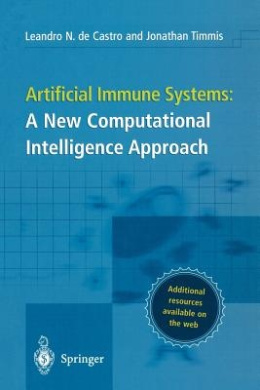 Leandro N. de Castro and Jonathan Timmis
Artificial Immune Systems:
A New Computational
Intelligence Approach
Additional
resources
available on
the web
Springer